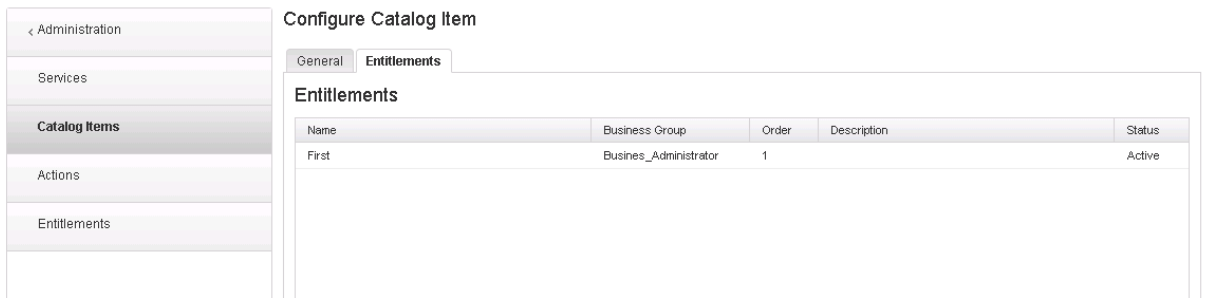 Administration
Services
Catalog Items
Actions
Entitlements
Configure Catalog Item
General Entitlements
Entitlements
Name Business Group Order Description Status
First Busines_Administrator 1 Active